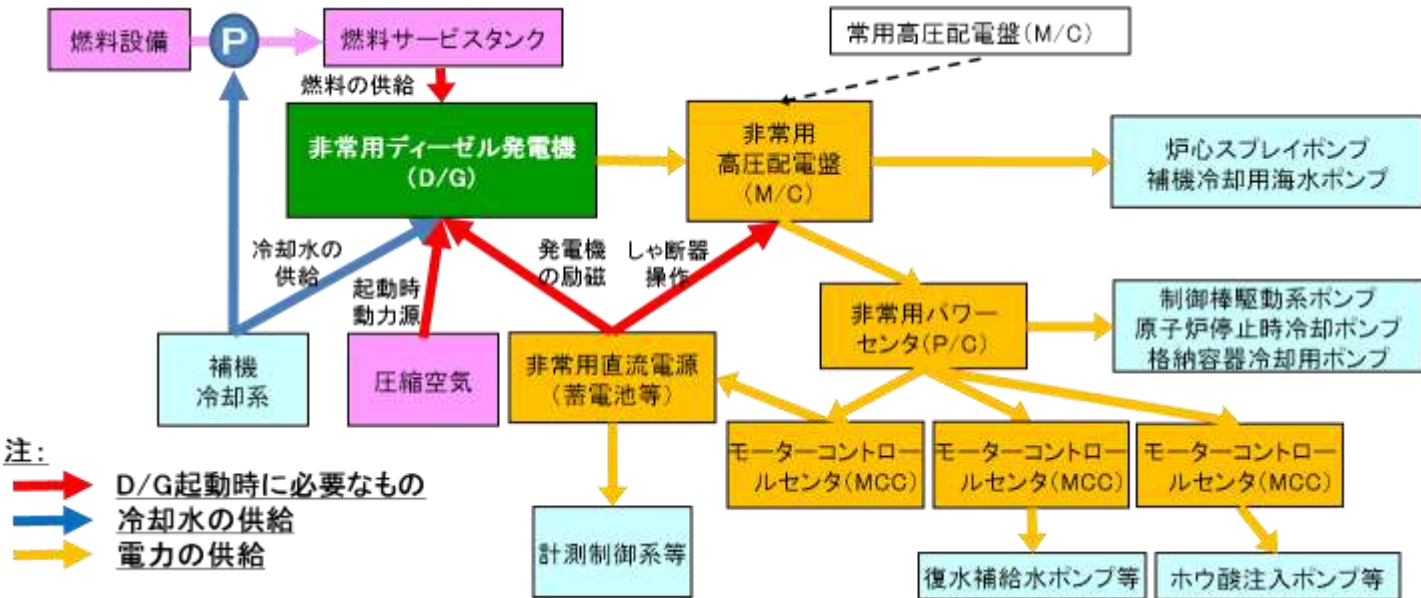 燃料設備
P
燃料サービスタンク
常用高圧配電盤(M/C)
燃料の供給
非常用ディーゼル発電機
(D/G)
非常用
高圧配電盤
(M/C)
炉心スプレイポンプ
補機冷却用海水ポンプ
冷却水の
供給
起動時
動力源
発電機
の励磁
しゃ断器
操作
非常用パワー
センタ(P/C)
制御棒駆動系ポンプ
原子炉停止時冷却ポンプ
格納容器冷却用ポンプ
補機
冷却系
圧縮空気
非常用直流電源
(蓄電池等)
モーターコントロー
ルセンタ(MCC)
モーターコントロー
ルセンタ(MCC)
モーターコントロー
ルセンタ(MCC)
注:
D/G起動時に必要なもの
冷却水の供給
電力の供給
計測制御系等
復水補給水ポンプ等
ホウ酸注入ポンプ等